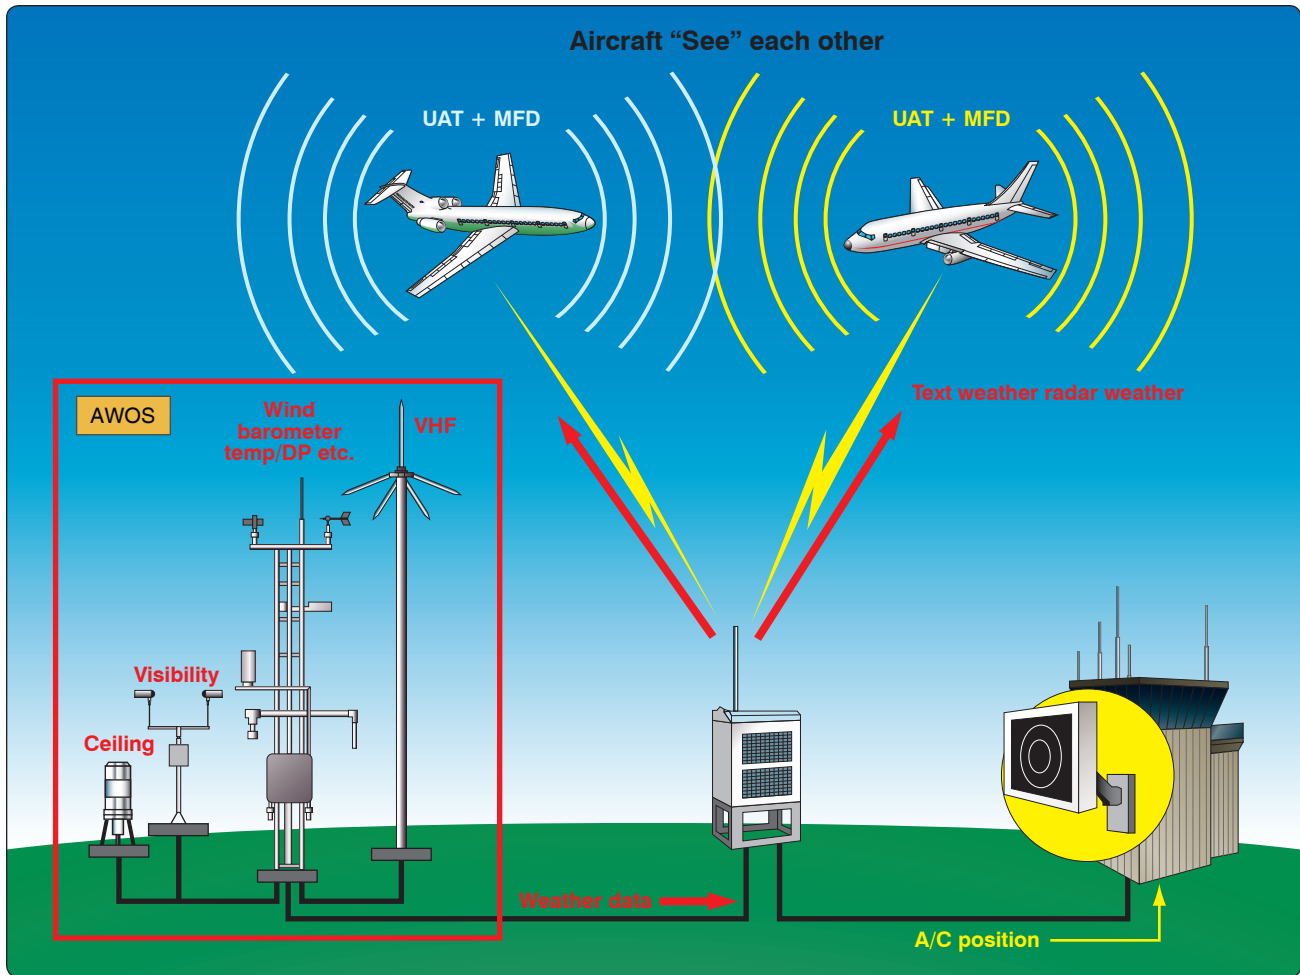 Aircraft “See” each other
UAT + MFD
UAT + MFD
Text weather radar weather
AWOS
Wind
barometer
temp/DP etc.
VHF
Visibility
Ceiling
Weather data
A/C position